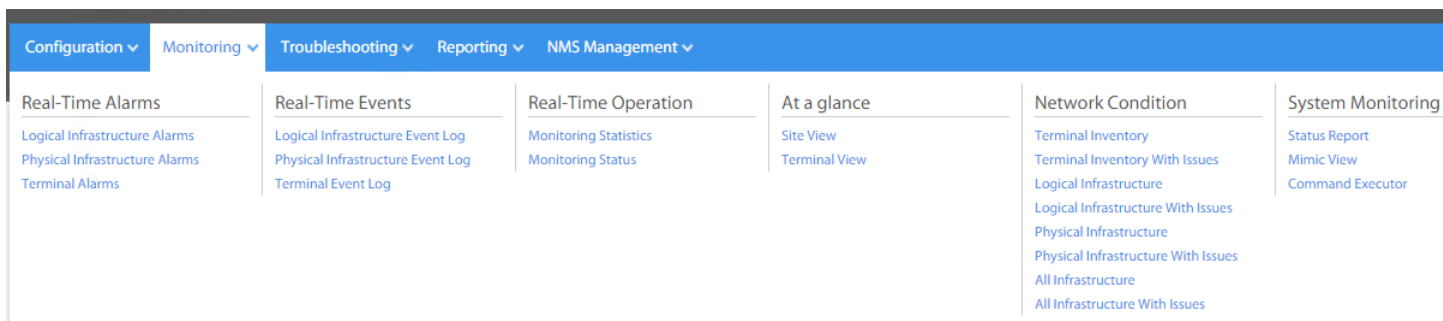 Configuration Monitoring Troubleshooting Reporting NMS Management
Real-Time Alarms
Logical Infrastructure Alarms
Physical Infrastructure Alarms
Terminal Alarms
Real-Time Events
Logical Infrastructure Event Log
Physical Infrastructure Event Log
Terminal Event Log
Real-Time Operation
Monitoring Statistics
Monitoring Status
At a glance
Site View
Terminal View
Network Condition
Terminal Inventory
Terminal Inventory With Issues
Logical Infrastructure
Logical Infrastructure With Issues
Physical Infrastructure
Physical Infrastructure With Issues
All Infrastructure
All Infrastructure With Issues
System Monitoring
Status Report
Mimic View
Command Executor